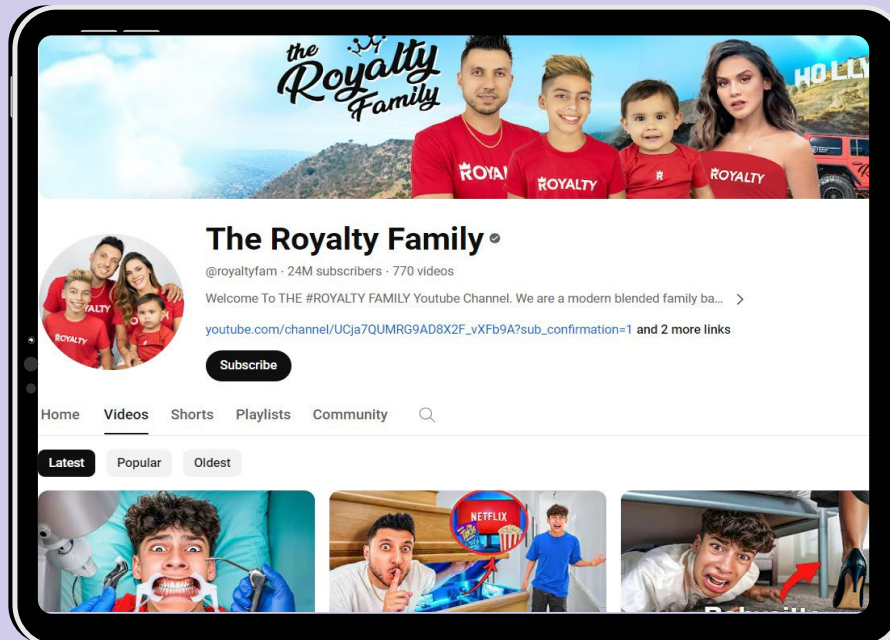 the
Royalty
Family
HOLLY
ROYAL
ROYALTY
R
ROYALTY
The Royalty Family
@royaltyfam · 24M subscribers · 770 videos
Welcome To THE #ROYALTY FAMILY Youtube Channel. We are a modern blended family ba...
youtube.com/channel/UCja7QUMRG9AD8X2F_vXFb9A?sub_confirmation=1 and 2 more links
ROYALTY
Subscribe
Home Videos Shorts Playlists Community
Latest Popular Oldest
NETFLIX